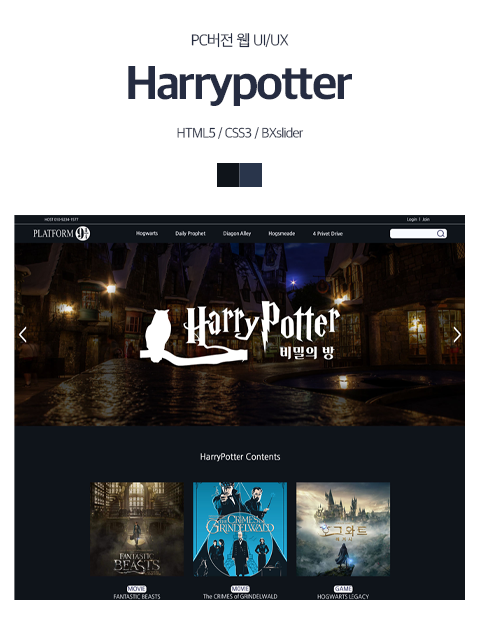 PC버전 웹 UI/UX
Harrypotter
HTML5 / CSS3 / BXslider
HOST 010-5234-1577
Login | Join
PLATFORM 9¾
Hogwarts
Daily Prophet
Diagon Alley
Hogsmeade
4 Privet Drive
Harry Potter
비밀의 방
HarryPotter Contents
FANTASTIC
BEASTS
THE CRIMES OF
GRINDELWALD
호그와트
레거시
MOVIE
MOVIE
GAME
FANTASTIC BEASTS
The CRIMES of GRINDELWALD
HOGWARTS LEGACY